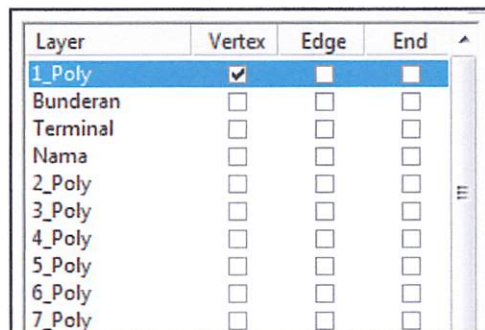 Layer Vertex Edge End
1_Poly
Bunderan
Terminal
Nama
2_Poly
3_Poly
4_Poly
5_Poly
6_Poly
7_Poly